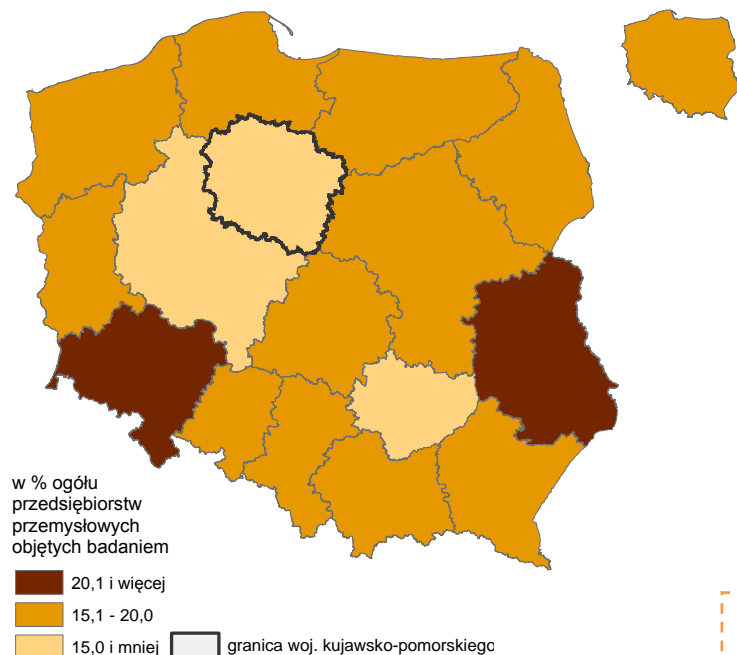 w % ogółu
przedsiębiorstw
przemysłowych
objętych badaniem
20,1 i więcej
15,1 - 20,0
15,0 i mniej
granica woj. kujawsko-pomorskiego